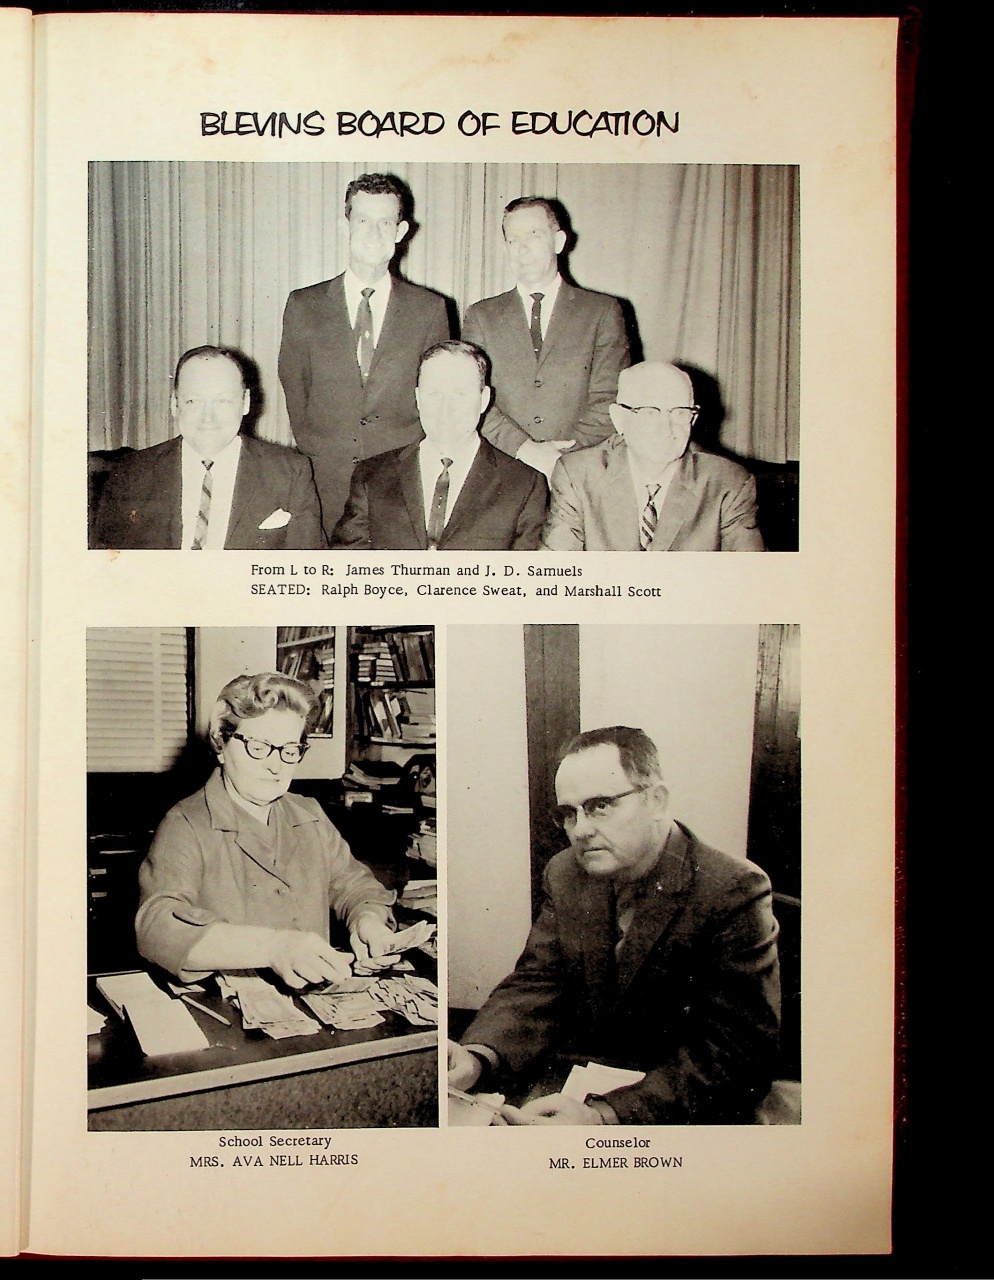 BLEVINS BOARD OF EDUCATION
From L to R: James Thurman and J. D. Samuels
SEATED: Ralph Boyce, Clarence Sweat, and Marshall Scott
School Secretary
MRS. AVA NELL HARRIS
Counselor
MR. ELMER BROWN